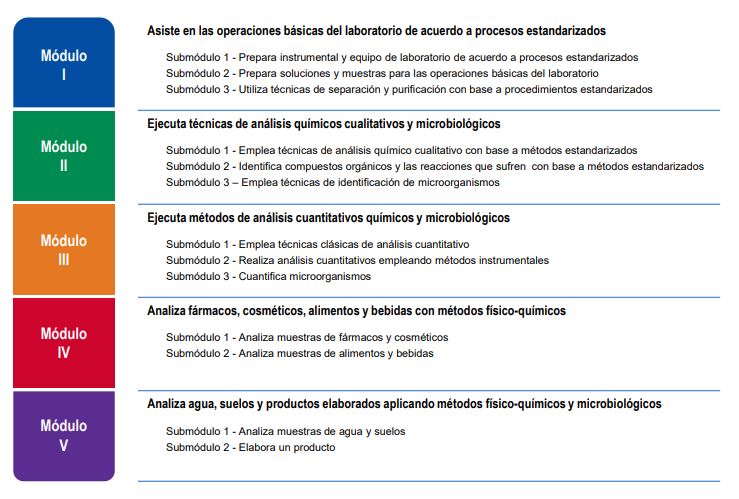 Módulo
I
Asiste en las operaciones básicas del laboratorio de acuerdo a procesos estandarizados
Submódulo 1 - Prepara instrumental y equipo de laboratorio de acuerdo a procesos estandarizados
Submódulo 2 - Prepara soluciones y muestras para las operaciones básicas del laboratorio
Submódulo 3 - Utiliza técnicas de separación y purificación con base a procedimientos estandarizados
Módulo
II
Ejecuta técnicas de análisis químicos cualitativos y microbiológicos
Submódulo 1 - Emplea técnicas de análisis químico cualitativo con base a métodos estandarizados
Submódulo 2 - Identifica compuestos orgánicos y las reacciones que sufren con base a métodos estandarizados
Submódulo 3 – Emplea técnicas de identificación de microorganismos
Módulo
III
Ejecuta métodos de análisis cuantitativos químicos y microbiológicos
Submódulo 1 - Emplea técnicas clásicas de análisis cuantitativo
Submódulo 2 - Realiza análisis cuantitativos empleando métodos instrumentales
Submódulo 3 - Cuantifica microorganismos
Módulo
IV
Analiza fármacos, cosméticos, alimentos y bebidas con métodos físico-químicos
Submódulo 1 - Analiza muestras de fármacos y cosméticos
Submódulo 2 - Analiza muestras de alimentos y bebidas
Módulo
V
Analiza agua, suelos y productos elaborados aplicando métodos físico-químicos y microbiológicos
Submódulo 1 - Analiza muestras de agua y suelos
Submódulo 2 - Elabora un producto